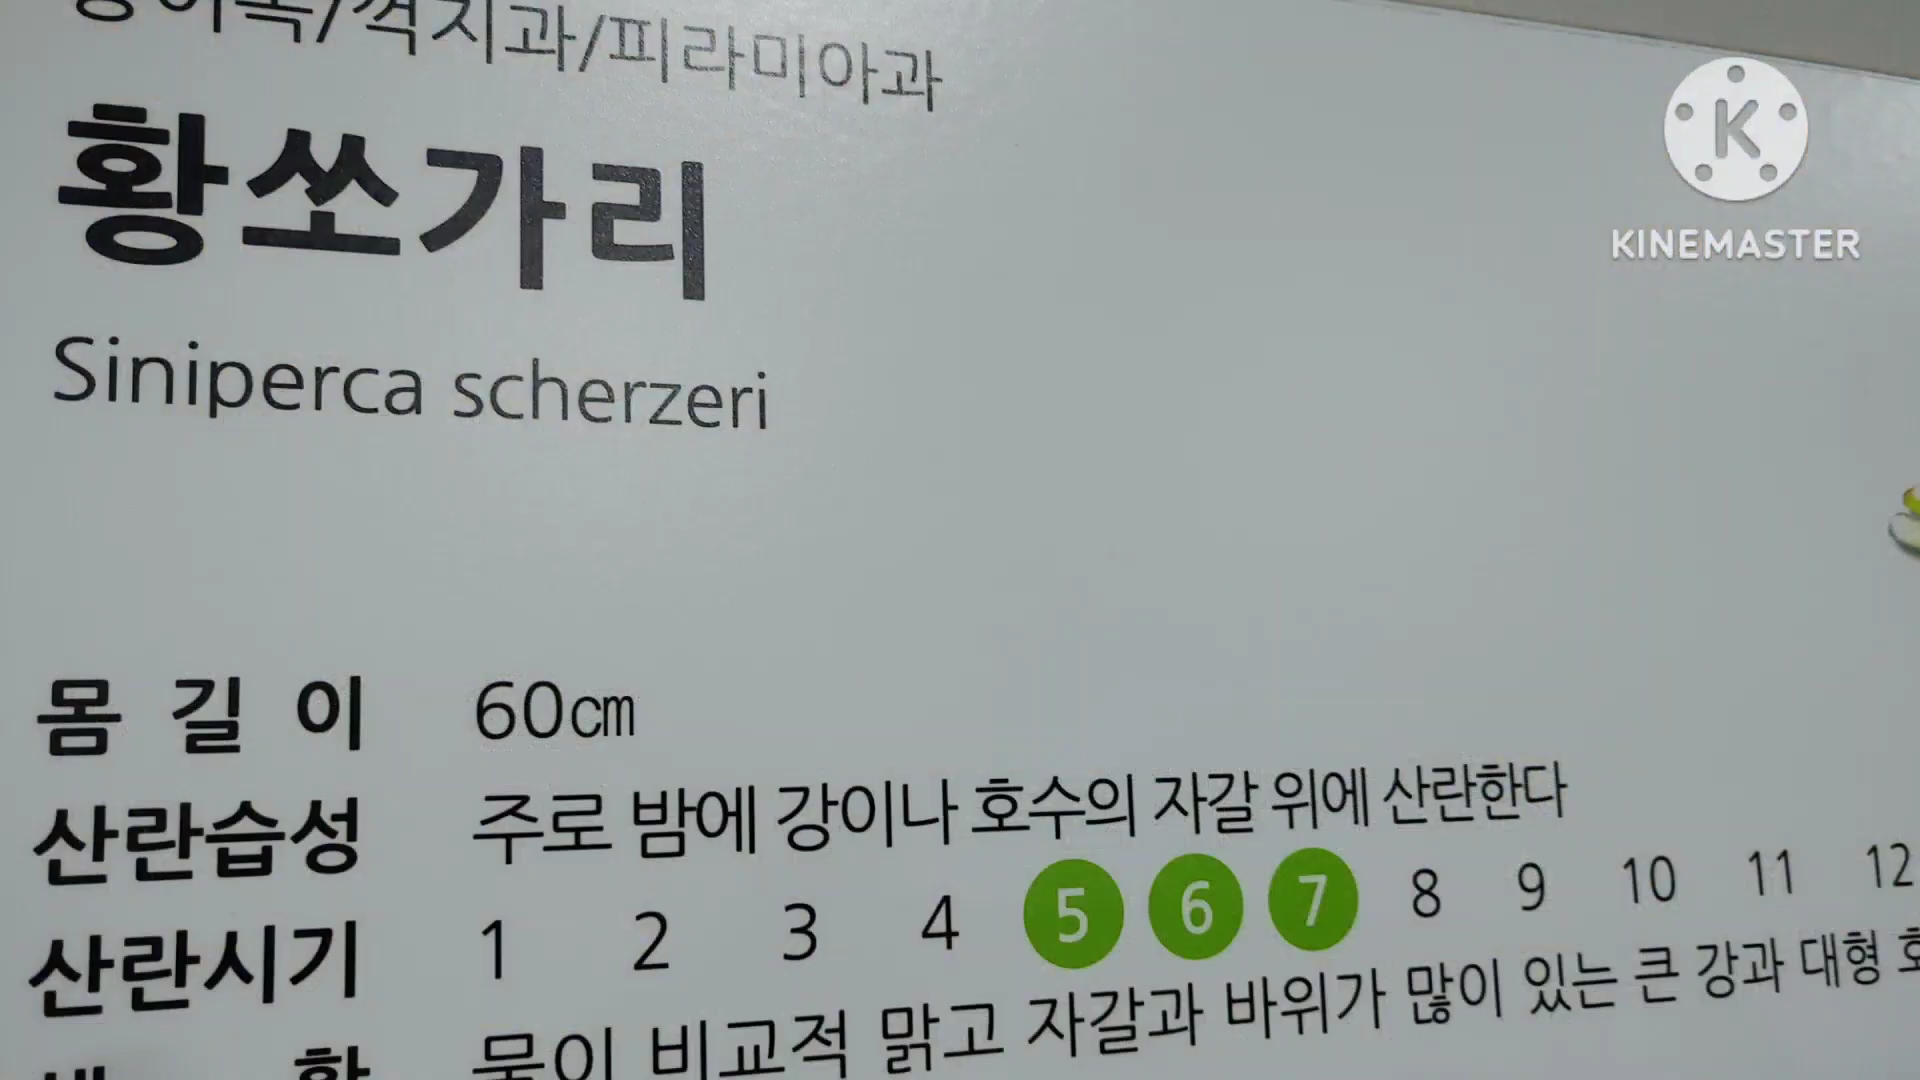 꺽지과/피라미아과
황쏘가리
Siniperca scherzeri
몸 길 이 60㎝
산란습성 주로 밤에 강이나 호수의 자갈 위에 산란한다
산란시기 1 2 3 4 5 6 7 8 9 10 11 12
물이 비교적 맑고 자갈과 바위가 많이 있는 큰 강과 대형
K
KINEMASTER